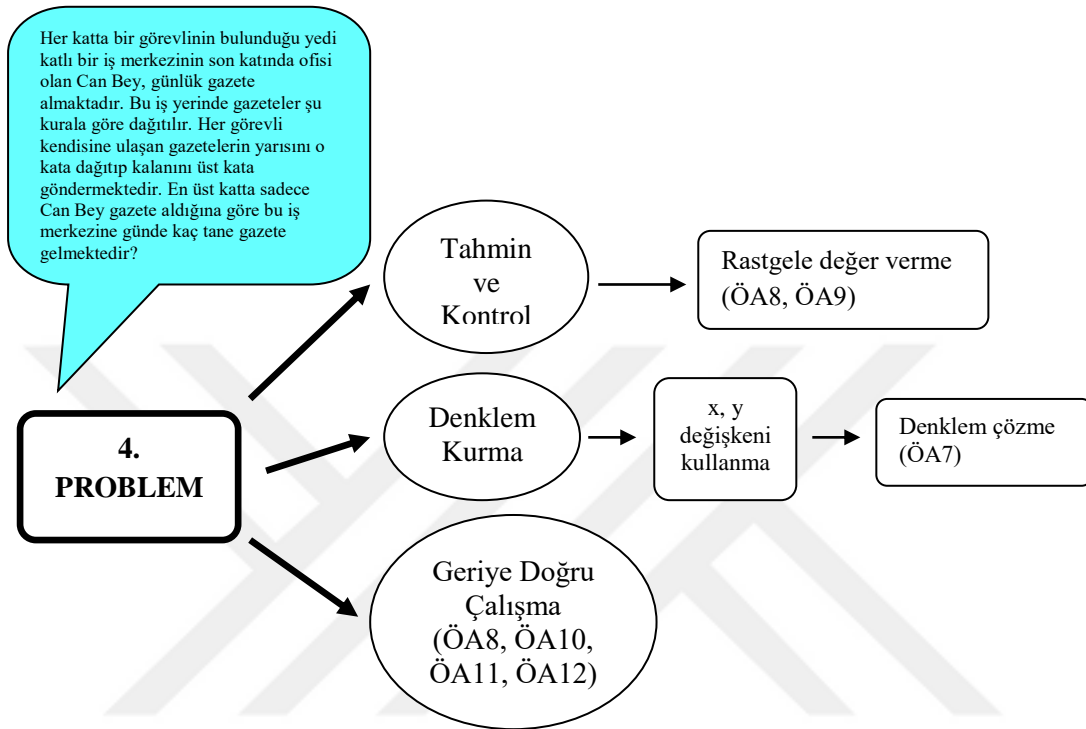 Her katta bir görevlinin bulunduğu yedi
katlı bir iş merkezinin son katında ofisi
olan Can Bey, günlük gazete
almaktadır. Bu iş yerinde gazeteler şu
kurala göre dağıtılır. Her görevli
kendisine ulaşan gazetelerin yarısını o
kata dağıtıp kalanını üst kata
göndermektedir. En üst katta sadece
Can Bey gazete aldığına göre bu iş
merkezine günde kaç tane gazete
gelmektedir?
Tahmin
ve
Kontrol
Rastgele değer verme
(ÖA8, ÖA9)
4.
PROBLEM
Denklem
Kurma
x, y
değişkeni
kullanma
Denklem çözme
(ÖA7)
Geriye Doğru
Çalışma
(ÖA8, ÖA10,
ÖA11, ÖA12)